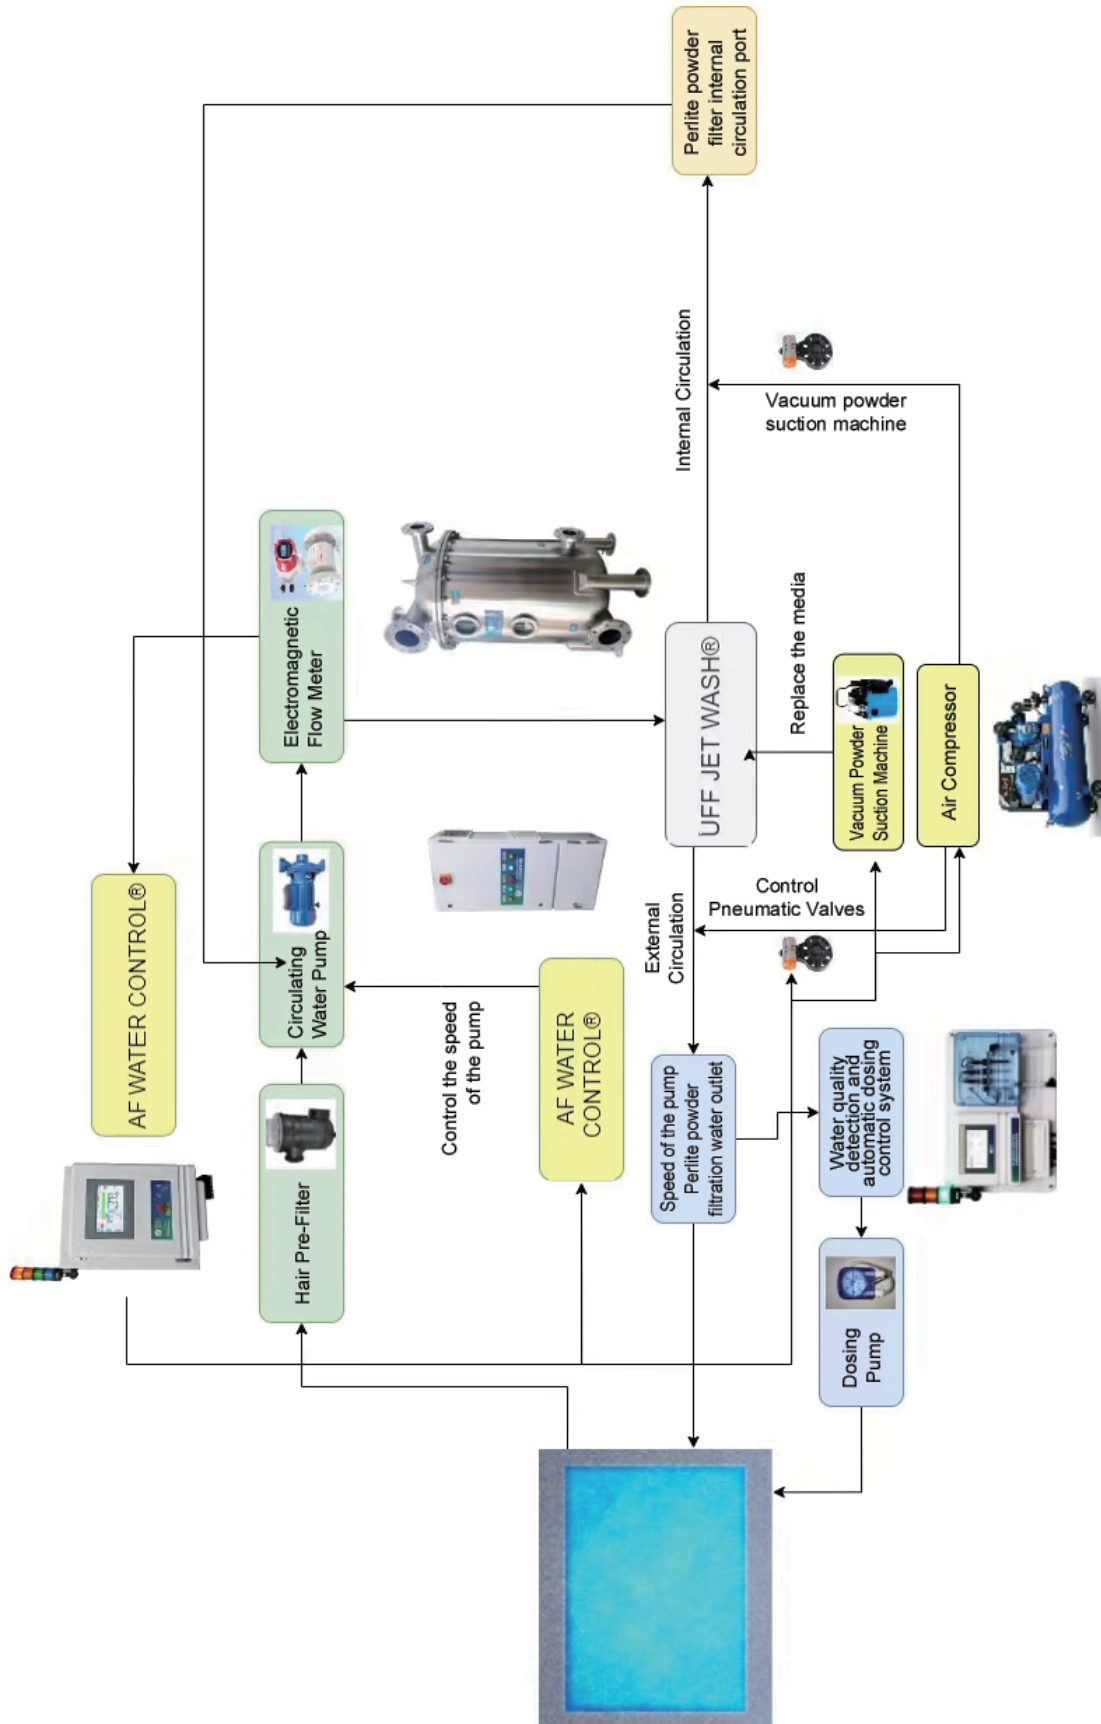 AF WATER CONTROL®
Hair Pre-Filter
Circulating
Water Pump
Electromagnetic
Flow Meter
Control the speed
of the pump
AF WATER
CONTROL®
Perlite powder
filter internal
circulation port
Speed of the pump
Perlite powder
filtration water outlet
External
Circulation
UFF JET WASH®
Internal Circulation
Control
Pneumatic Valves
Replace the media
Vacuum powder
suction machine
Dosing
Pump
Water quality
detection and
automatic dosing
control system
Vacuum Powder
Suction Machine
Air Compressor